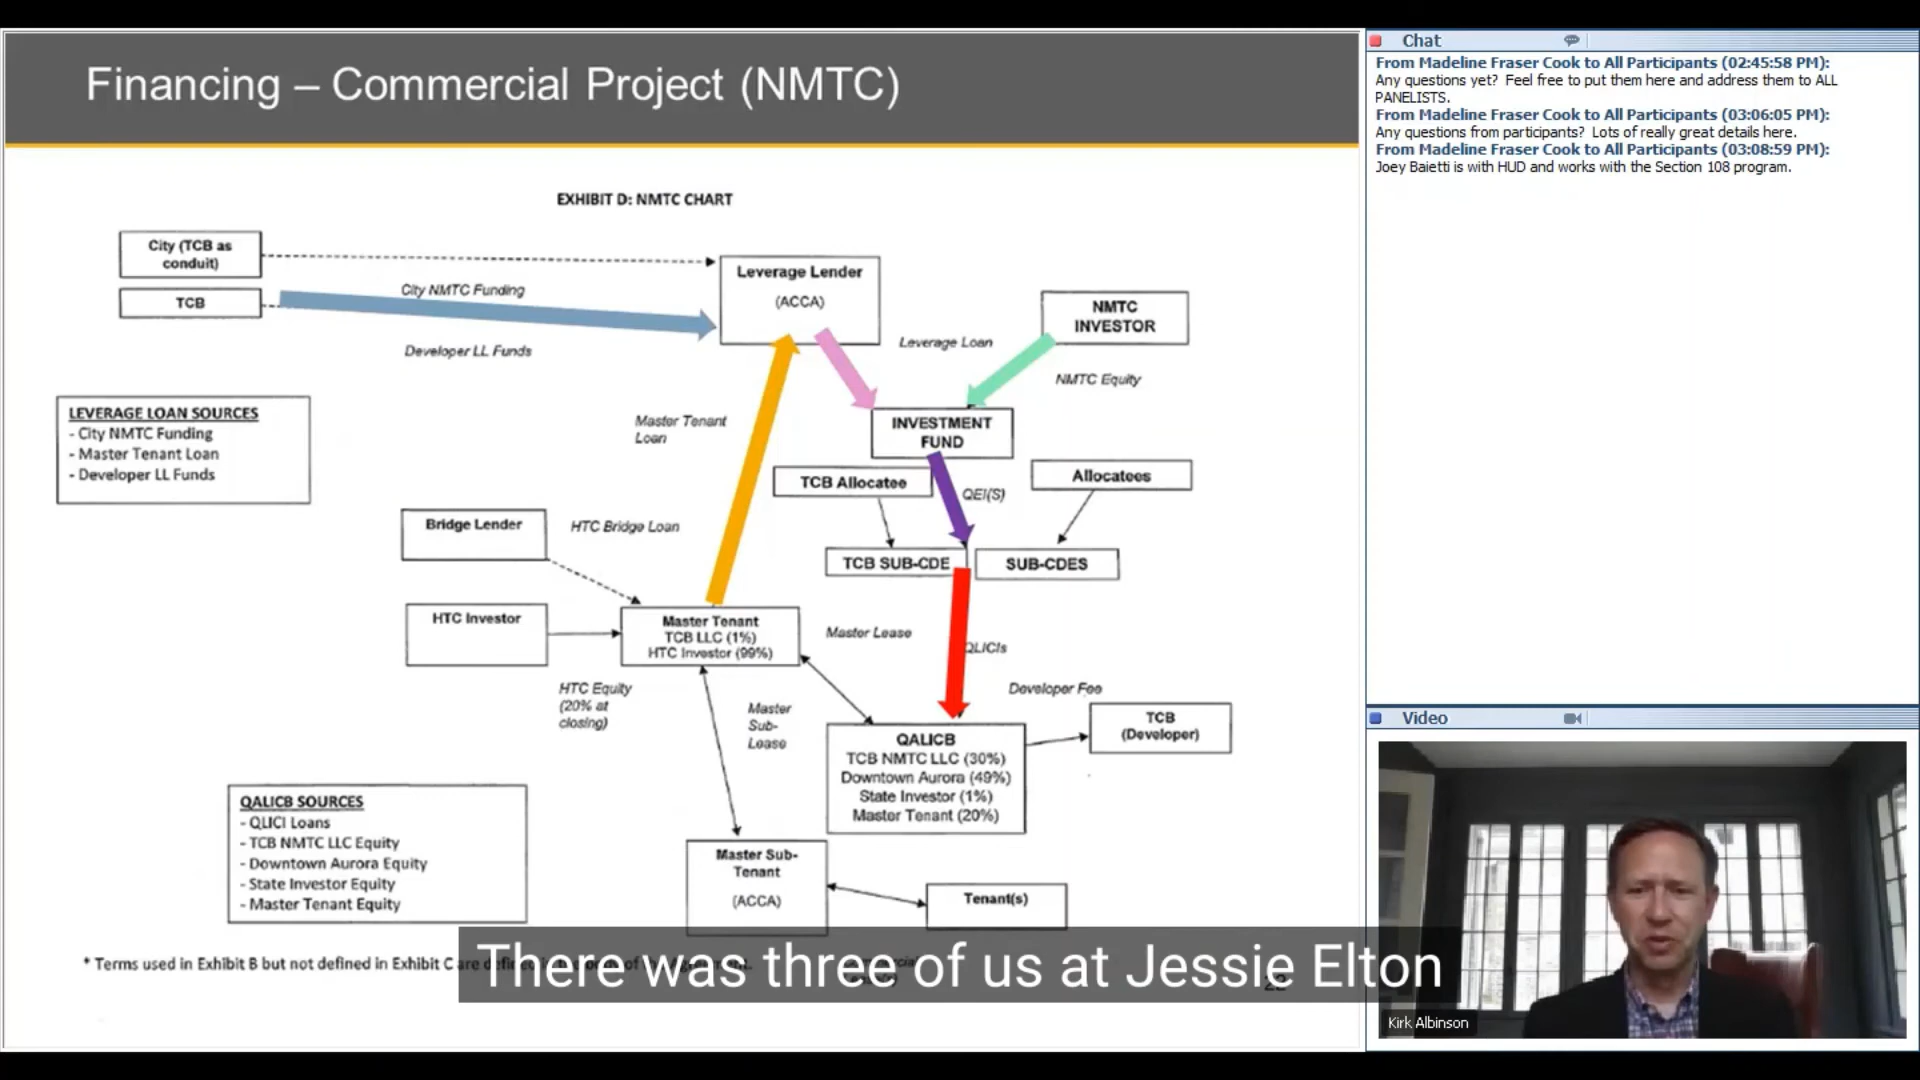 Financing – Commercial Project (NMTC)
EXHIBIT D: NMTC CHART
City (TCB as
conduit)
TCB
City NMTC Funding
Developer LL Funds
Leverage Lender
(ACCA)
Leverage Loan
NMTC
INVESTOR
NMTC Equity
LEVERAGE LOAN SOURCES
- City NMTC Funding
- Master Tenant Loan
- Developer LL Funds
Master Tenant
Loan
INVESTMENT
FUND
TCB Allocatee
QEI(S)
Allocatees
Bridge Lender
HTC Bridge Loan
TCB SUB-CDE
SUB-CDES
HTC Investor
Master Tenant
TCB LLC (1%)
HTC Investor (99%)
Master Lease
QLICIs
HTC Equity
(20% at
closing)
Master
Sub-
Lease
Developer Fee
QALICB
TCB NMTC LLC (30%)
Downtown Aurora (49%)
State Investor (1%)
Master Tenant (20%)
TCB
(Developer)
QALICB SOURCES
- QLICI Loans
- TCB NMTC LLC Equity
- Downtown Aurora Equity
- State Investor Equity
- Master Tenant Equity
Master Sub-
Tenant
(ACCA)
Tenant(s)
* Terms used in Exhibit B but not defined in Exhibit C are
There was three of us at Jessie Elton
Chat
From Madeline Fraser Cook to All Participants (02:45:58 PM):
Any questions yet? Feel free to put them here and address them to ALL
PANELISTS.
From Madeline Fraser Cook to All Participants (03:06:05 PM):
Any questions from participants? Lots of really great details here.
From Madeline Fraser Cook to All Participants (03:08:59 PM):
Joey Baietti is with HUD and works with the Section 108 program.
Video
Kirk Albinson